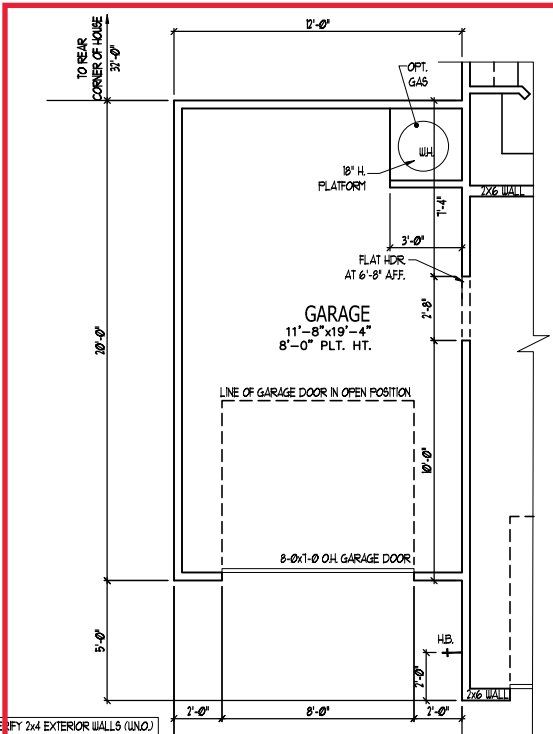 12'-0"
TO REAR
CORNER OF HOUSE
37'-0"
OPT.
GAS
W.H.
18" H.
PLATFORM
2X6 WALL
7'-4"
3'-0"
FLAT HDR.
AT 6'-8" A.F.F.
2'-8"
GARAGE
11'-8"x19'-4"
8'-0" PLT. HT.
20'-0"
LINE OF GARAGE DOOR IN OPEN POSITION
10'-0"
8-0x7-0 O.H. GARAGE DOOR
5'-0"
H.B.
2'-0"
2x6 WALL
2'-0"
8'-0"
2'-0"
2x4 EXTERIOR WALLS (U.N.O.)